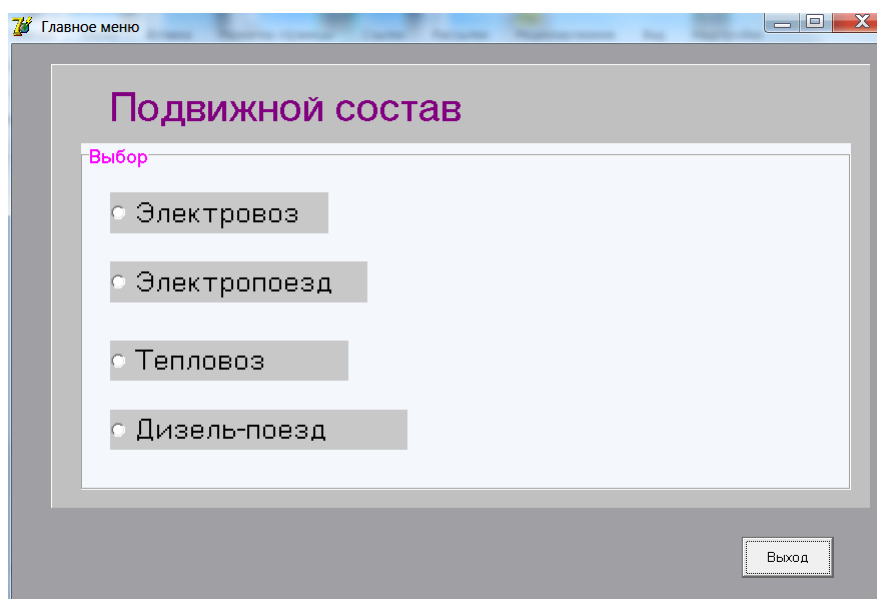 Главное меню
Подвижной состав
Выбор
Электровоз
Электропоезд
Тепловоз
Дизель-поезд
Выход